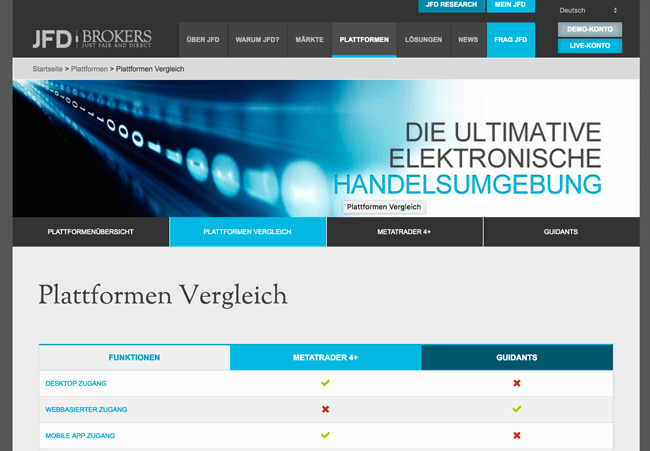 JFD RESEARCH
MEIN JFD
Deutsch
JFD BROKERS
JUST FAIR AND DIRECT
ÜBER JFD
WARUM JFD?
MÄRKTE
PLATTFORMEN
LÖSUNGEN
NEWS
FRAG JFD
DEMO-KONTO
LIVE-KONTO
Startseite > Plattformen > Plattformen Vergleich
DIE ULTIMATIVE
ELEKTRONISCHE
HANDELSUMGEBUNG
Plattformen Vergleich
PLATTFORMENÜBERSICHT
PLATTFORMEN VERGLEICH
METATRADER 4+
GUIDANTS
Plattformen Vergleich
FUNKTIONEN
METATRADER 4+
GUIDANTS
DESKTOP ZUGANG
WEBBASIERTER ZUGANG
MOBILE APP ZUGANG